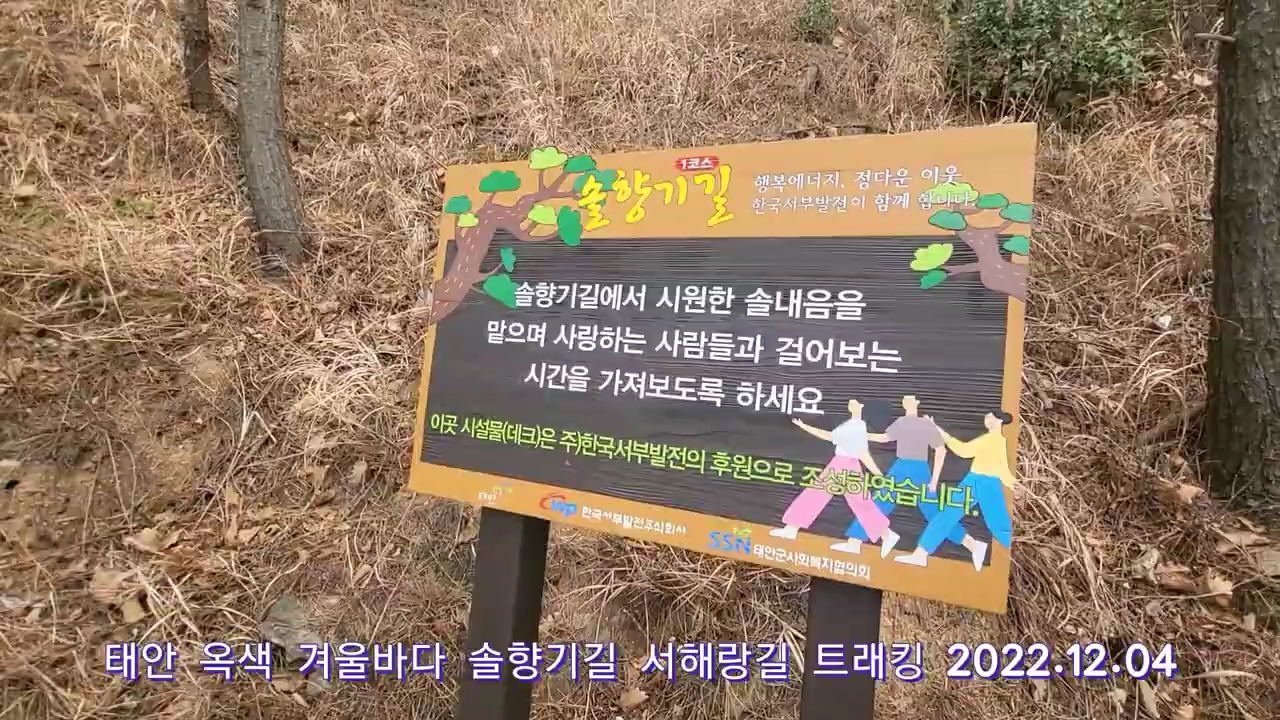 1코스
솔향기길
행복에너지, 정다운 이웃
한국서부발전이 함께 합니다.
솔향기길에서 시원한 솔내음을
맡으며 사랑하는 사람들과 걸어보는
시간을 가져보도록 하세요
이곳 시설물(데크)은 주)한국서부발전의 후원으로 조성하였습니다.
태안
wp 한국서부발전주식회사
SSN 태안군사회복지협의회
태안 옥색 겨울바다 솔향기길 서해랑길 트래킹 2022.12.04